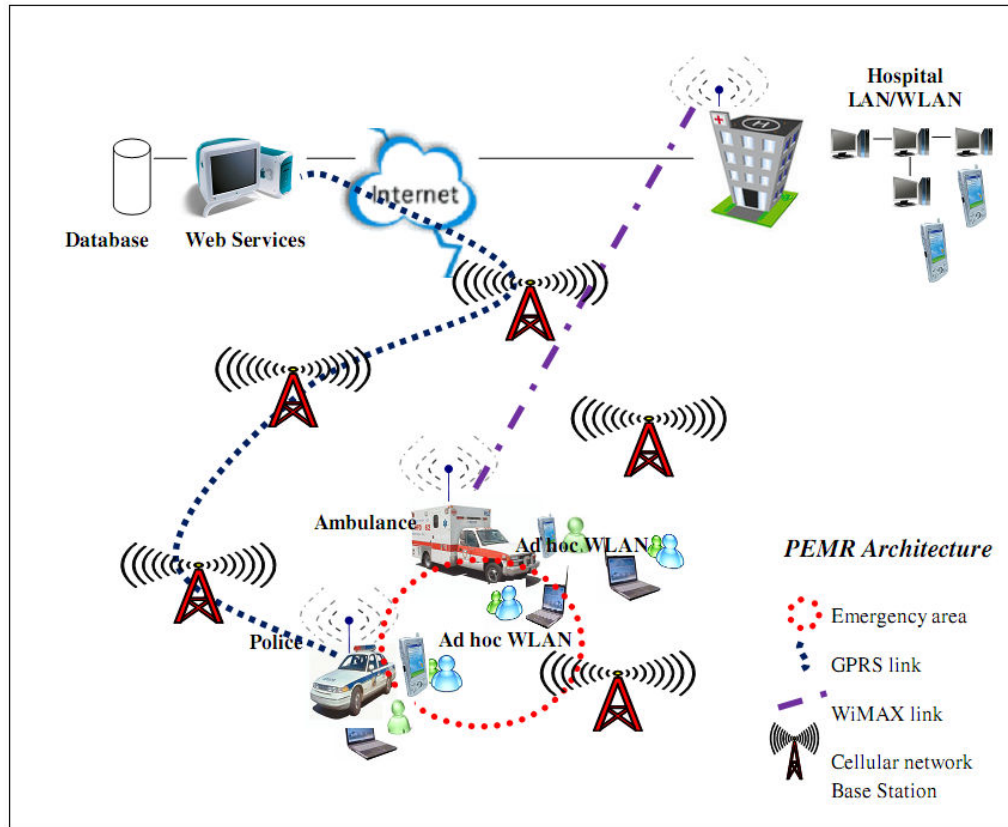 Hospital
LAN/WLAN
Internet
Database
Web Services
Ambulance
Ad hoc WLAN
Police
Ad hoc WLAN
PEMR Architecture
Emergency area
GPRS link
WiMAX link
Cellular network
Base Station
H